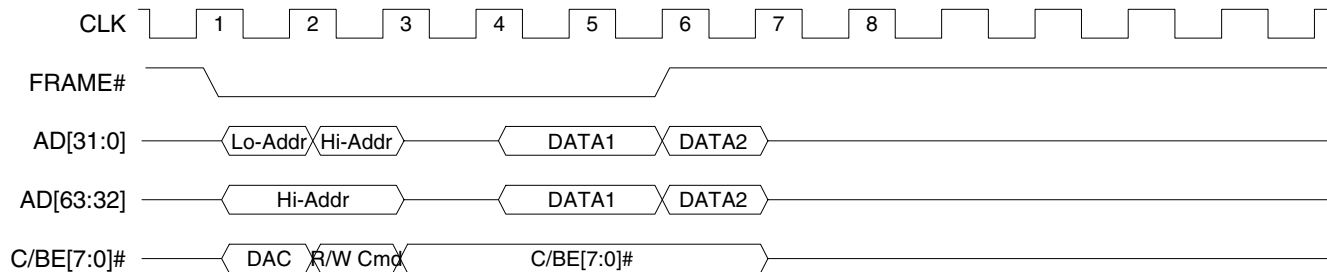 CLK 1 2 3 4 5 6 7 8
FRAME#
AD[31:0] Lo-Addr Hi-Addr DATA1 DATA2
AD[63:32] Hi-Addr DATA1 DATA2
C/BE[7:0]# DAC R/W Cmd C/BE[7:0]#